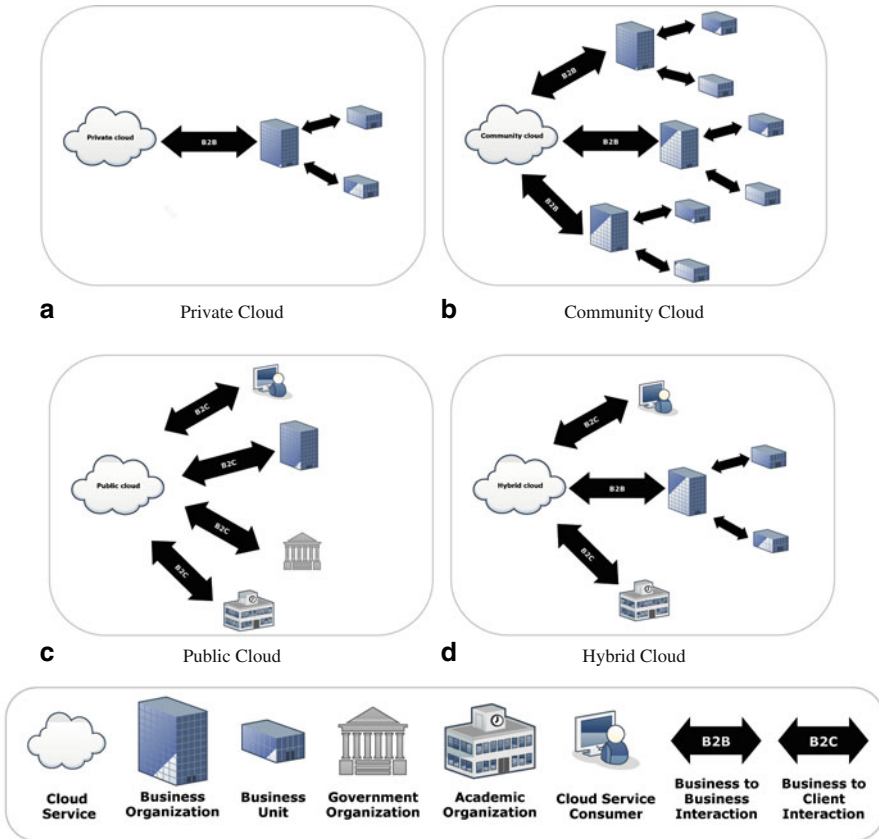 Private cloud
B2B
a
Private Cloud
B2B
Community cloud
B2B
B2B
b
Community Cloud
B2C
B2C
Public cloud
B2C
B2C
c
Public Cloud
B2C
Hybrid cloud
B2B
B2C
d
Hybrid Cloud
B2B
B2C
Cloud
Service
Business
Organization
Business
Unit
Government
Organization
Academic
Organization
Cloud Service
Consumer
Business to
Business
Interaction
Business to
Client
Interaction